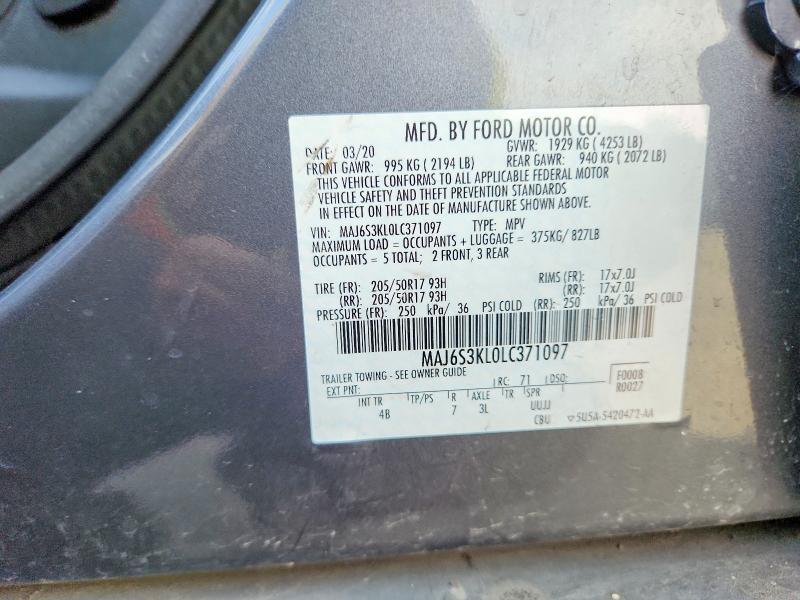 MFD. BY FORD MOTOR CO.
DATE: 03/20 GVWR: 1929 KG ( 4253 LB)
FRONT GAWR: 995 KG ( 2194 LB) REAR GAWR: 940 KG ( 2072 LB)
THIS VEHICLE CONFORMS TO ALL APPLICABLE FEDERAL MOTOR
VEHICLE SAFETY AND THEFT PREVENTION STANDARDS
IN EFFECT ON THE DATE OF MANUFACTURE SHOWN ABOVE.
VIN: MAJ6S3KL0LC371097 TYPE: MPV
MAXIMUM LOAD = OCCUPANTS + LUGGAGE = 375KG/ 827LB
OCCUPANTS = 5 TOTAL; 2 FRONT, 3 REAR
TIRE (FR): 205/50R17 93H RIMS (FR): 17x7.0J
(RR): 205/50R17 93H (RR): 17x7.0J
PRESSURE (FR): 250 kPa/ 36 PSI COLD (RR): 250 kPa/ 36 PSI COLD
MAJ6S3KL0LC371097
TRAILER TOWING - SEE OWNER GUIDE
EXT PNT: RC: 71 DSO: F0008
R0027
INT TR TP/PS R AXLE TR SPR
4B 7 3L UUJJ
CBU 5U5A-5420472-AA